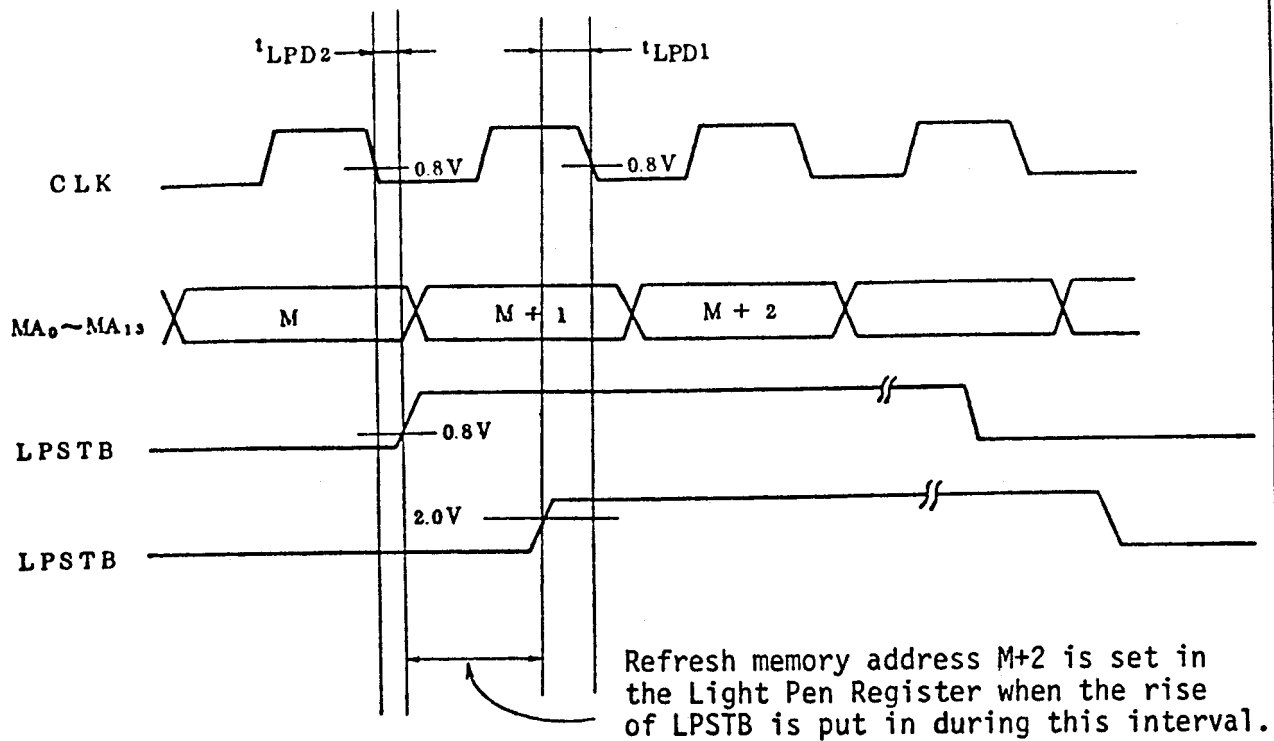 tLPD2
tLPD1
CLK
0.8V
0.8V
MA0~MA13
M
M + 1
M + 2
LPSTB
0.8V
LPSTB
2.0V
Refresh memory address M+2 is set in
the Light Pen Register when the rise
of LPSTB is put in during this interval.